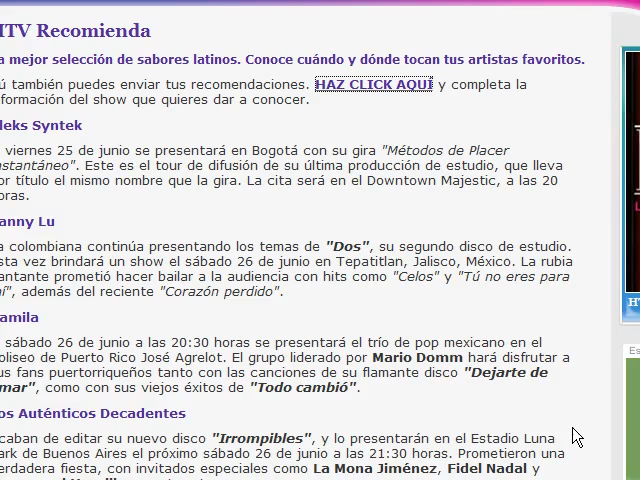 HTV Recomienda
a mejor selección de sabores latinos. Conoce cuándo y dónde tocan tus artistas favoritos.
ú también puedes enviar tus recomendaciones. HAZ CLICK AQUI y completa la
formación del show que quieres dar a conocer.
leks Syntek
viernes 25 de junio se presentará en Bogotá con su gira "Métodos de Placer
nstantáneo". Este es el tour de difusión de su última producción de estudio, que lleva
or título el mismo nombre que la gira. La cita será en el Downtown Majestic, a las 20
oras.
anny Lu
a colombiana continúa presentando los temas de "Dos", su segundo disco de estudio.
sta vez brindará un show el sábado 26 de junio en Tepatitlan, Jalisco, México. La rubia
antante prometió hacer bailar a la audiencia con hits como "Celos" y "Tú no eres para
í", además del reciente "Corazón perdido".
amila
sábado 26 de junio a las 20:30 horas se presentará el trío de pop mexicano en el
oliseo de Puerto Rico José Agrelot. El grupo liderado por Mario Domm hará disfrutar a
us fans puertorriqueños tanto con las canciones de su flamante disco "Dejarte de
mar", como con sus viejos éxitos de "Todo cambió".
os Auténticos Decadentes
caban de editar su nuevo disco "Irrompibles", y lo presentarán en el Estadio Luna
ark de Buenos Aires el próximo sábado 26 de junio a las 21:30 horas. Prometieron una
erdadera fiesta, con invitados especiales como La Mona Jiménez, Fidel Nadal y